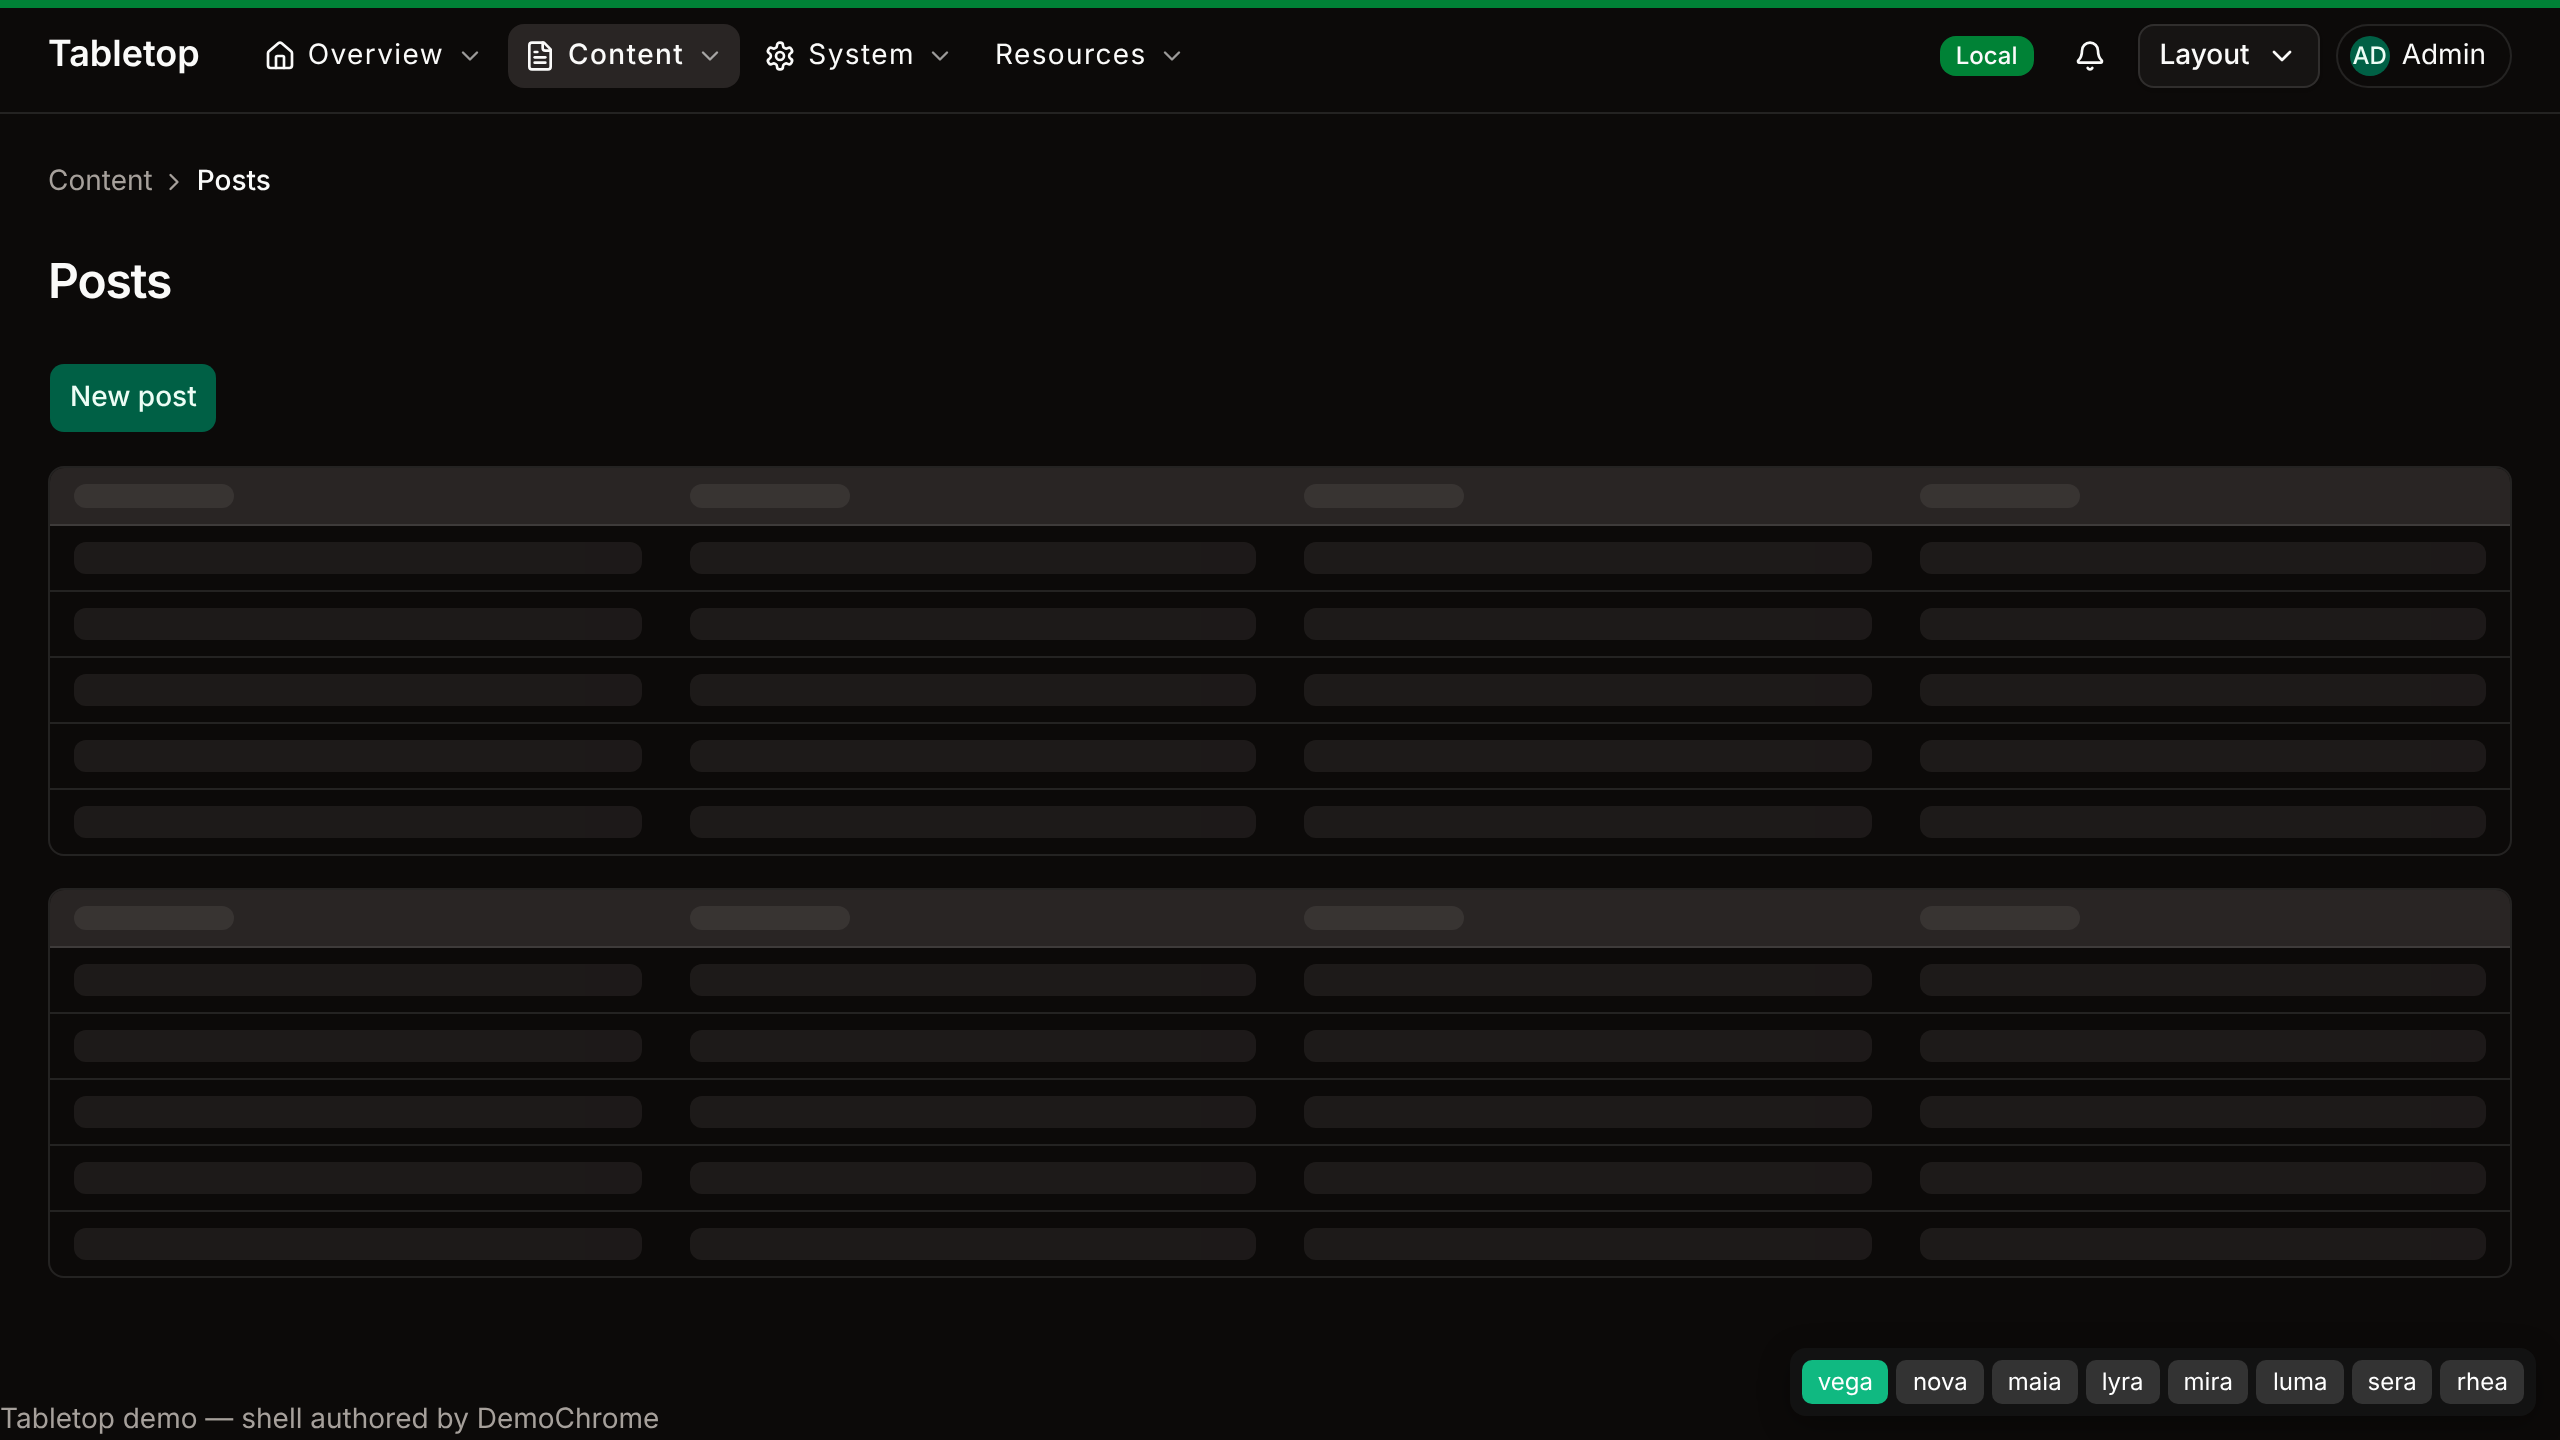 Tabletop Overview Content System Resources Local Layout AD Admin
Content > Posts
Posts
New post
vega nova maia lyra mira luma sera rhea
Tabletop demo — shell authored by DemoChrome